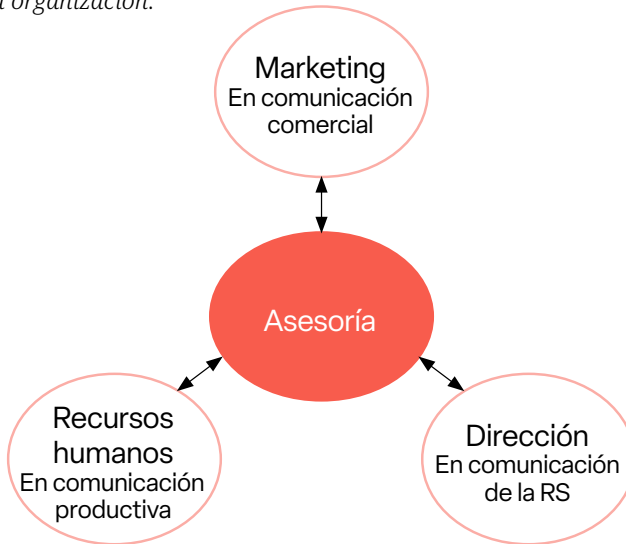 organización.
Marketing
En comunicación
comercial
Asesoría
Recursos
humanos
En comunicación
productiva
Dirección
En comunicación
de la RS